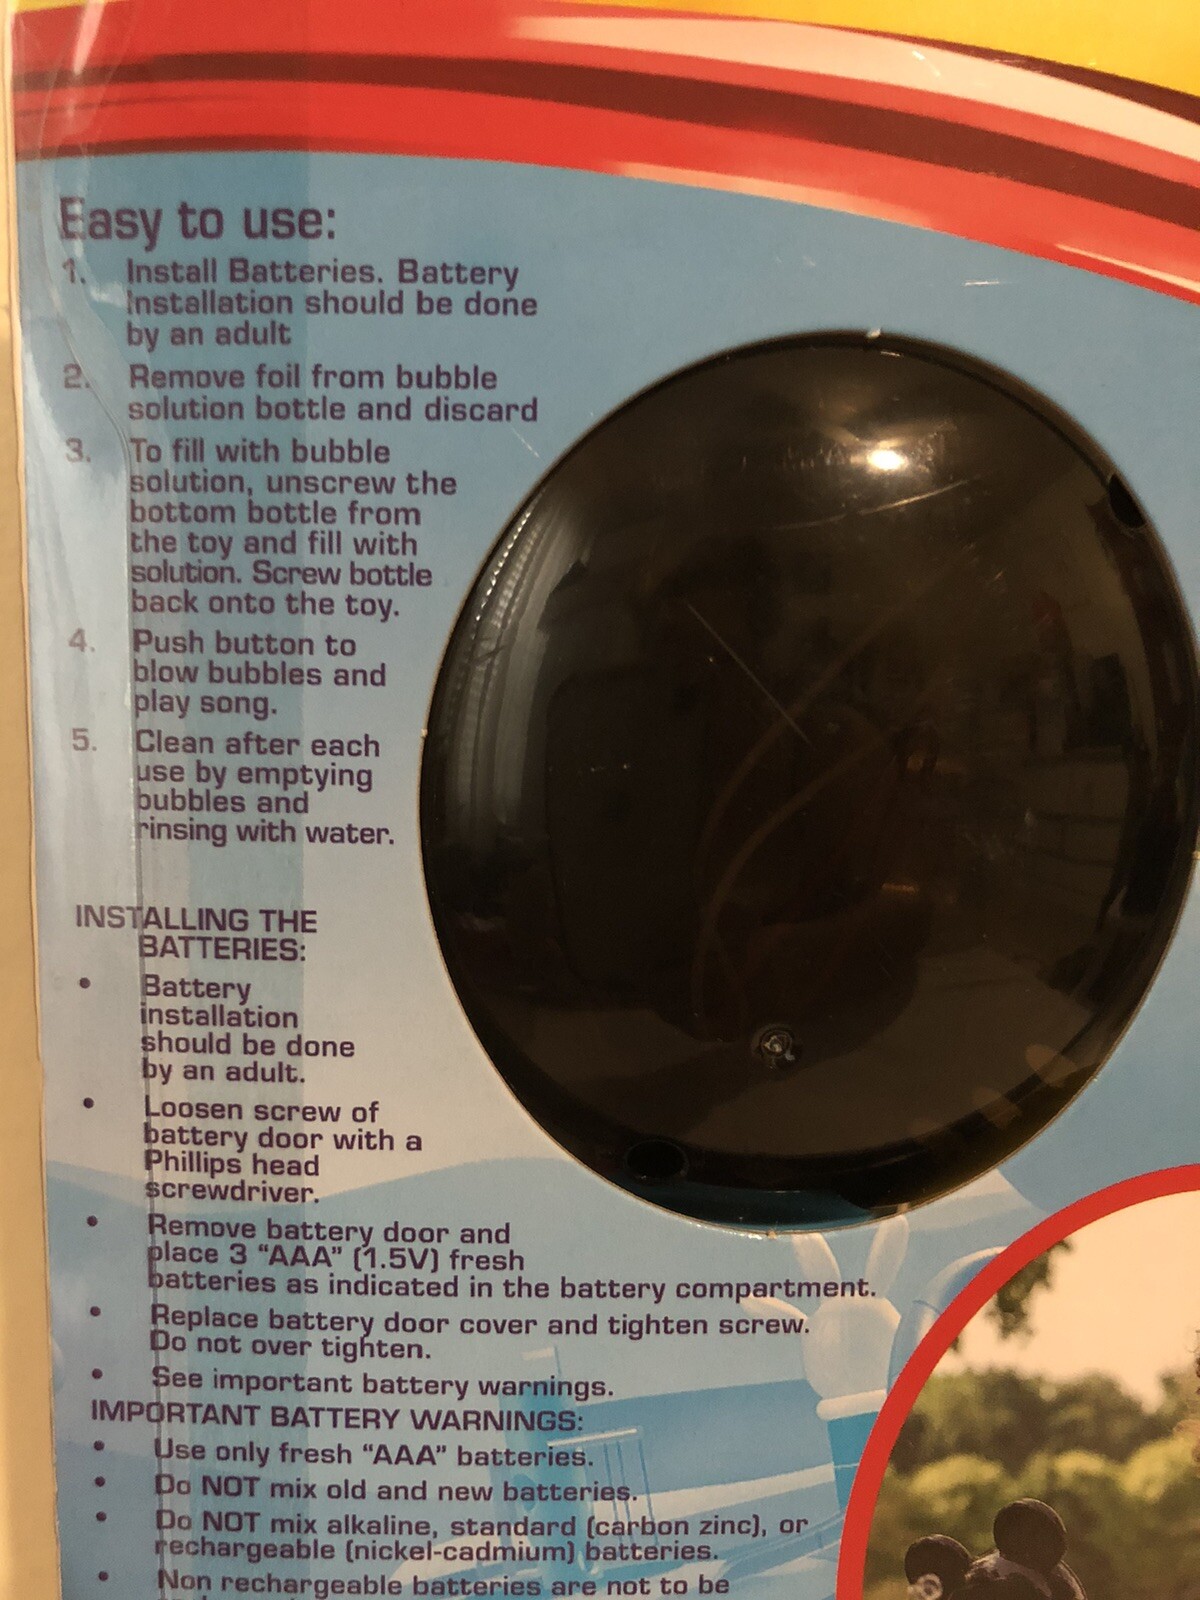 Easy to use:
1. Install Batteries. Battery
Installation should be done
by an adult
2. Remove foil from bubble
solution bottle and discard
3. To fill with bubble
solution, unscrew the
bottom bottle from
the toy and fill with
solution. Screw bottle
back onto the toy.
4. Push button to
blow bubbles and
play song.
5. Clean after each
use by emptying
bubbles and
rinsing with water.
INSTALLING THE
BATTERIES:
• Battery
installation
should be done
by an adult.
• Loosen screw of
battery door with a
Phillips head
screwdriver.
• Remove battery door and
place 3 “AAA” (1.5V) fresh
batteries as indicated in the battery compartment.
• Replace battery door cover and tighten screw.
Do not over tighten.
• See important battery warnings.
IMPORTANT BATTERY WARNINGS:
• Use only fresh “AAA” batteries.
• Do NOT mix old and new batteries.
• Do NOT mix alkaline, standard (carbon zinc), or
rechargeable (nickel-cadmium) batteries.
• Non rechargeable batteries are not to be